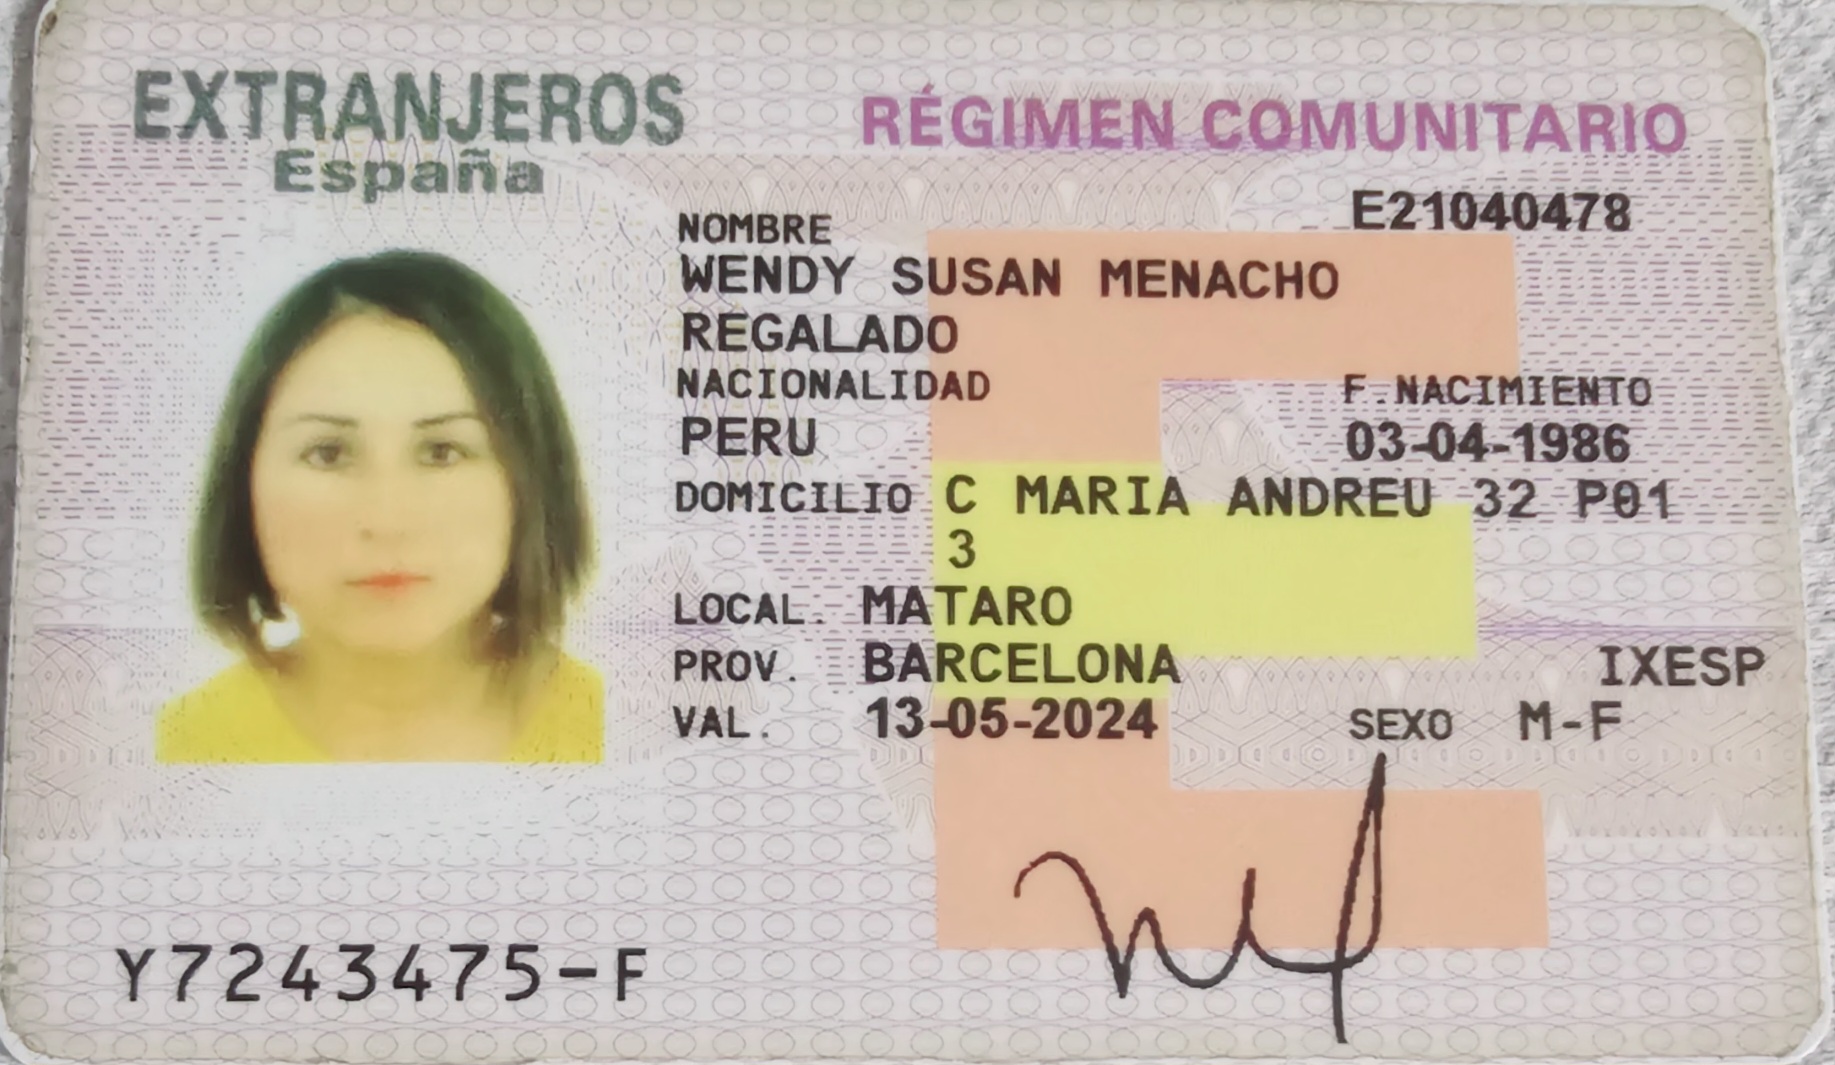 EXTRANJEROS
España
RÉGIMEN COMUNITARIO
E21040478
NOMBRE
WENDY SUSAN MENACHO
REGALADO
NACIONALIDAD
PERU
F.NACIMIENTO
03-04-1986
DOMICILIO C MARIA ANDREU 32 P01
3
LOCAL. MATARO
PROV. BARCELONA
IXESP
VAL. 13-05-2024
SEXO M-F
Y7243475-F